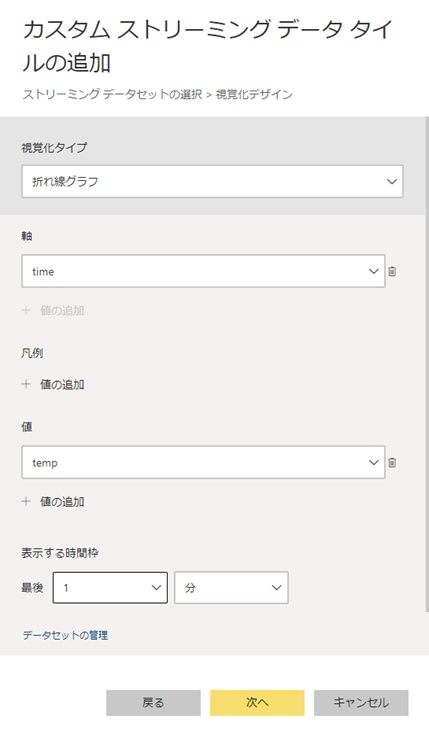 カスタム ストリーミング データ タイ
ルの追加
ストリーミング データセットの選択 > 視覚化デザイン
視覚化タイプ
折れ線グラフ
軸
time
＋ 値の追加
凡例
＋ 値の追加
値
temp
＋ 値の追加
表示する時間枠
最後 1 分
データセットの管理
戻る 次へ キャンセル